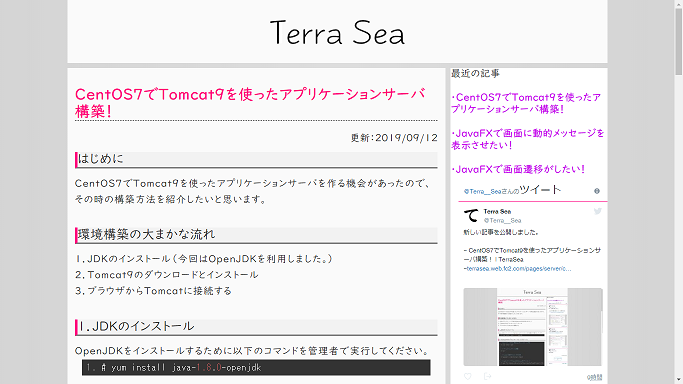 Terra Sea
CentOS7でTomcat9を使ったアプリケーションサーバ
構築！
更新：2019/09/12
はじめに
CentOS7でTomcat9を使ったアプリケーションサーバを作る機会があったので、
その時の構築方法を紹介したいと思います。
環境構築の大まかな流れ
1．JDKのインストール（今回はOpenJDKを利用しました。）
2．Tomcat9のダウンロードとインストール
3．ブラウザからTomcatに接続する
1．JDKのインストール
OpenJDKをインストールするために以下のコマンドを管理者で実行してください。
1. # yum install java-1.8.0-openjdk
最近の記事
・CentOS7でTomcat9を使ったア
プリケーションサーバ構築！
・JavaFXで画面に動的メッセージを
表示させたい！
・JavaFXで画面遷移がしたい！
@Terra__Seaさんのツイート
て
Terra Sea
@Terra__Sea
新しい記事を公開しました。
- CentOS7でTomcat9を使ったアプリケーションサ
ーバ構築！ | TerraSea
-terrasea.web.fc2.com/pages/server/c…
Terra Sea
9時間